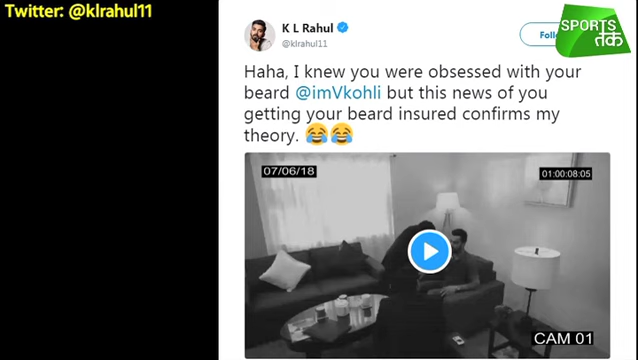 Twitter: @klrahul11
K L Rahul
@klrahul11
SPORTS
तक
Haha, I knew you were obsessed with your
beard @imVkohli but this news of you
getting your beard insured confirms my
theory. 😂😂
07/06/18
01:00:08:05
CAM 01